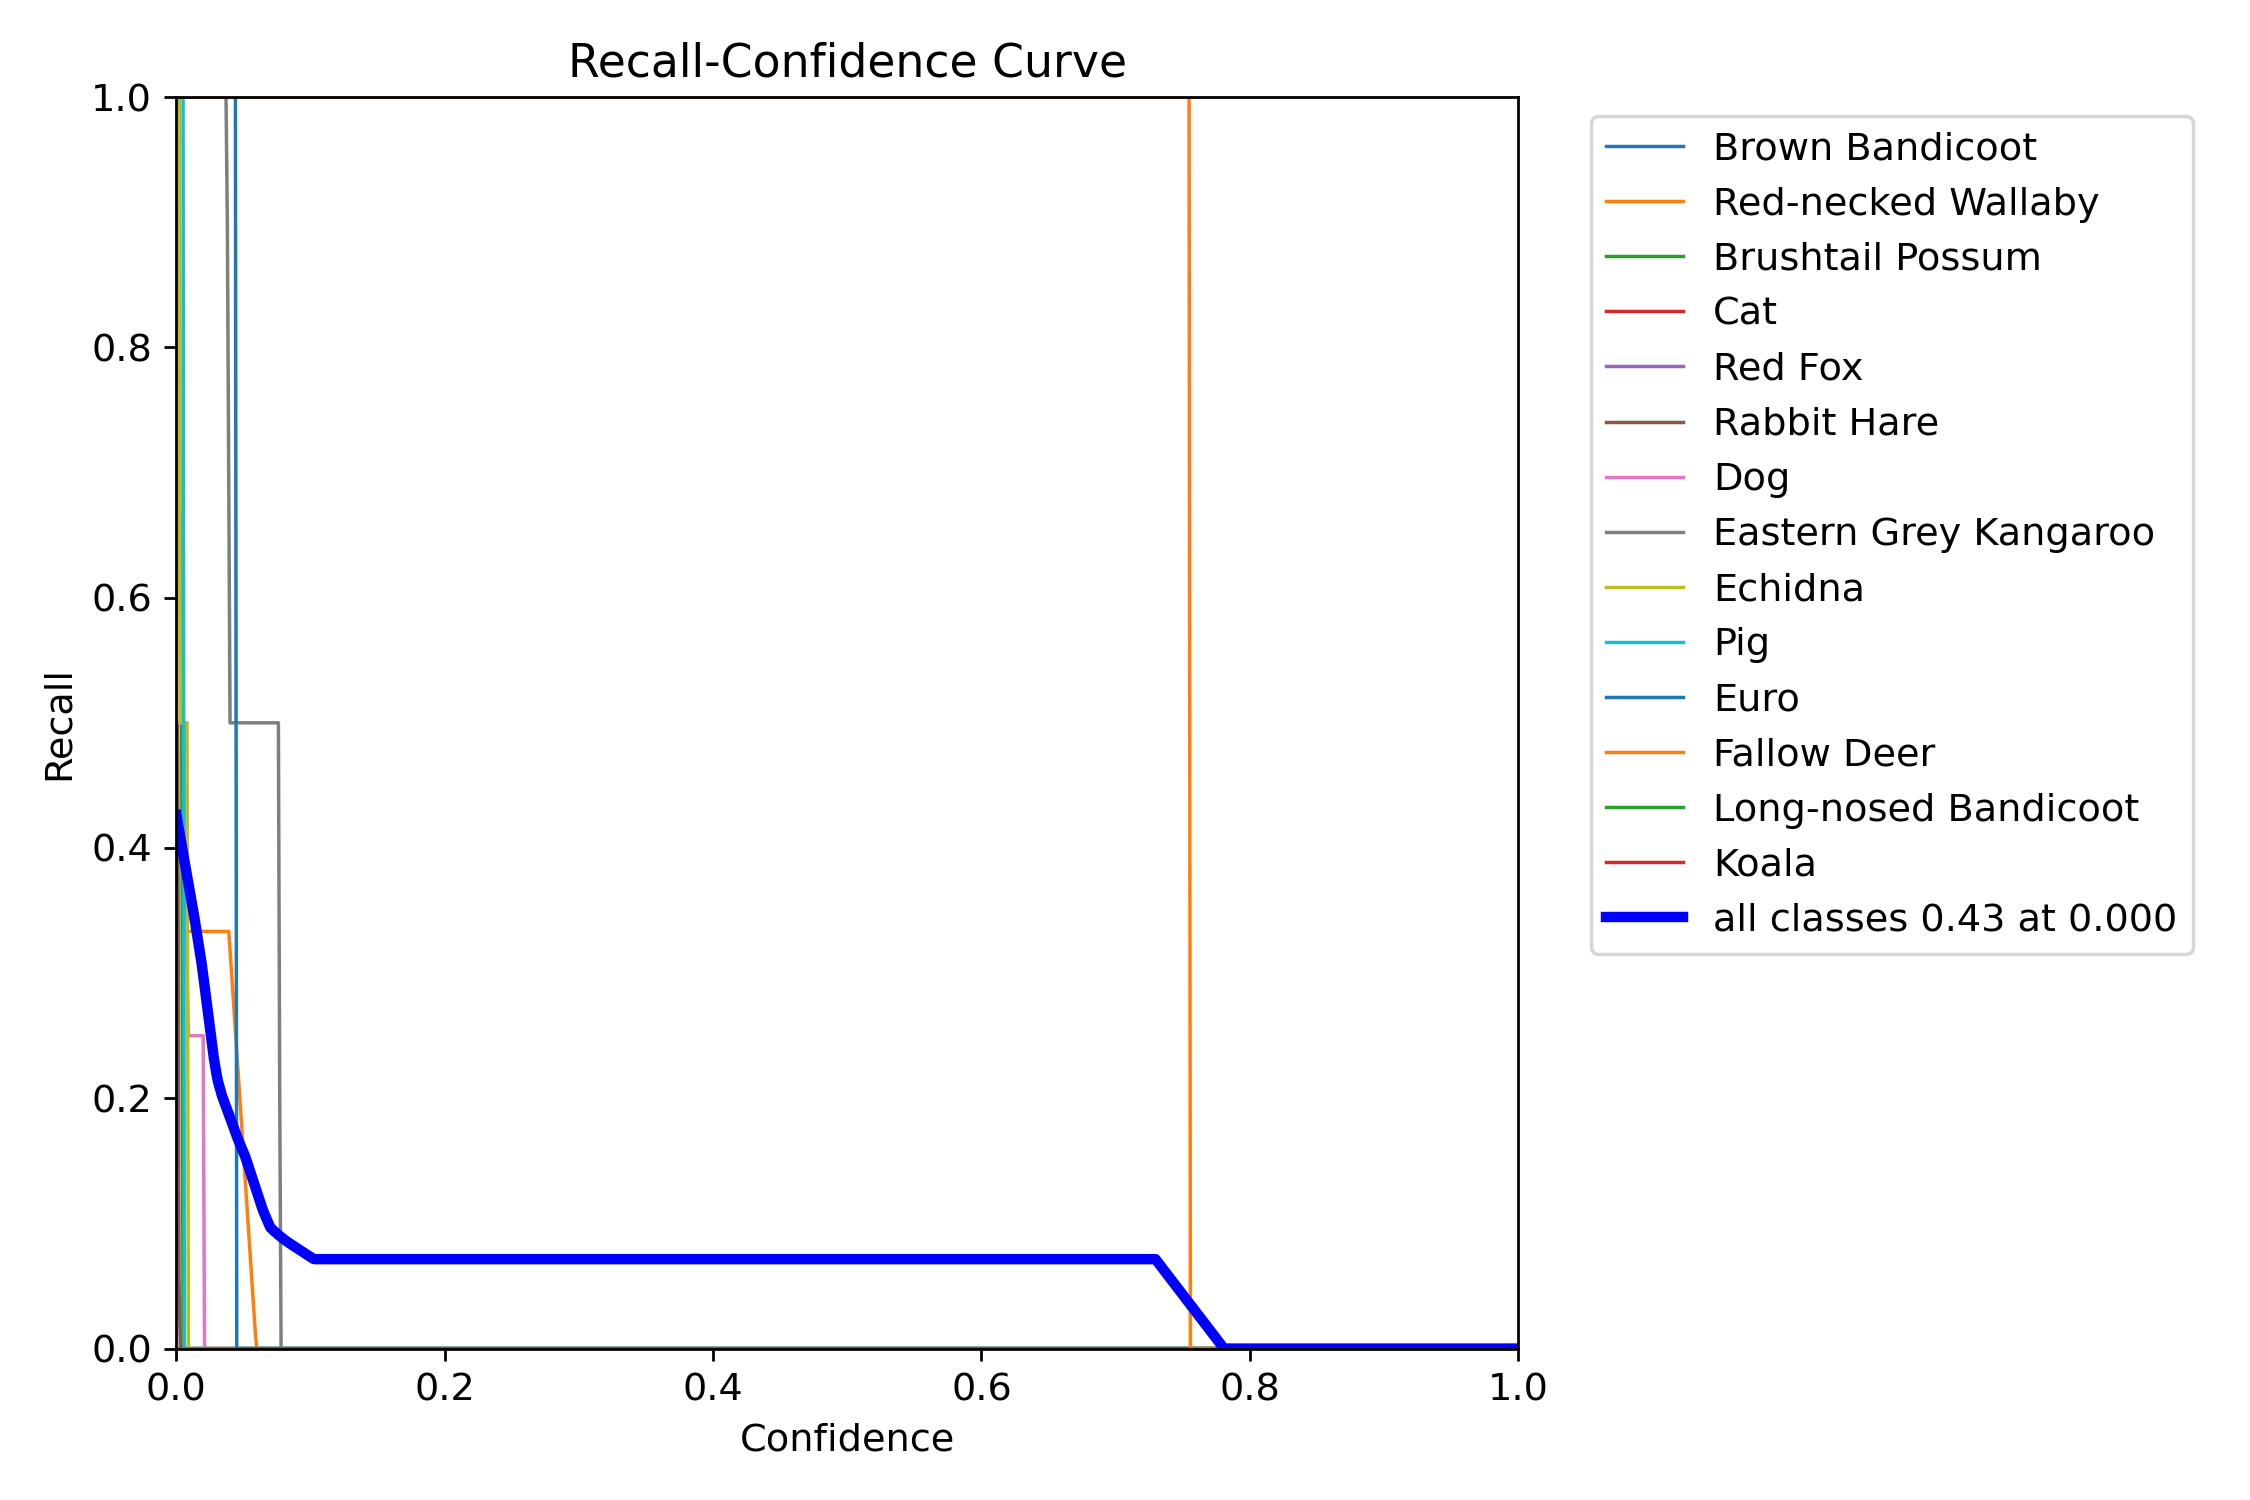 Recall-Confidence Curve
1.0
0.8
0.6
0.4
0.2
0.0
Recall
0.0 0.2 0.4 0.6 0.8 1.0
Confidence
Brown Bandicoot
Red-necked Wallaby
Brushtail Possum
Cat
Red Fox
Rabbit Hare
Dog
Eastern Grey Kangaroo
Echidna
Pig
Euro
Fallow Deer
Long-nosed Bandicoot
Koala
all classes 0.43 at 0.000